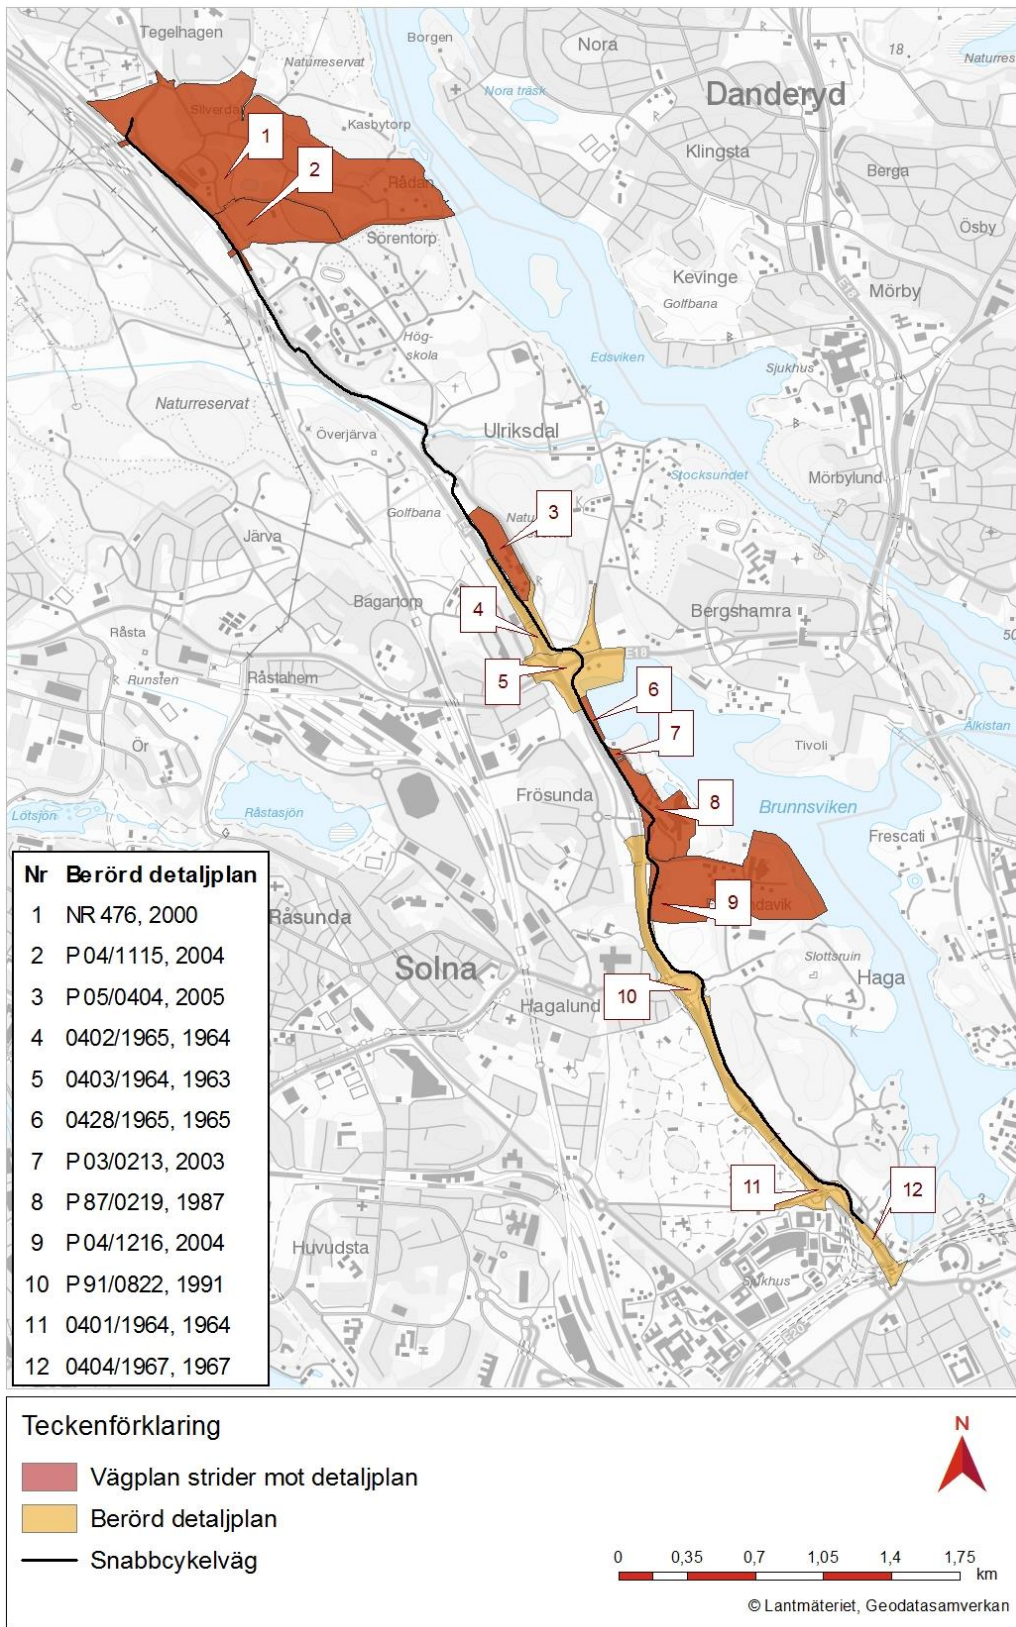 Tegelhagen
Borgen
Nora
18
Naturreservat
Naturres
Nora träsk
Danderyd
Silverdal
Kasbytorp
Klingsta
1
2
Berga
Rådan
Sörentorp
Ösby
Kevinge
Golfbana
Mörby
E18
Hög-
skola
Edsviken
Sjukhus
Naturreservat
Överjärva
Ulriksdal
Stocksundet
Mörbylund
Golfbana
3
Järva
Bagartorp
4
Bergshamra
Råsta
50
E18
Runsten
Råstahem
5
6
7
Ålkistan
Ör
Tivoli
Frösunda
8
Brunnsviken
Lötsjön
Råstasjön
Frescati
Nr Berörd detaljplan
1 NR 476, 2000
2 P 04/1115, 2004
3 P 05/0404, 2005
4 0402/1965, 1964
5 0403/1964, 1963
6 0428/1965, 1965
7 P 03/0213, 2003
8 P 87/0219, 1987
9 P 04/1216, 2004
10 P 91/0822, 1991
11 0401/1964, 1964
12 0404/1967, 1967
9
Råsunda
Solna
Slottsruin
Haga
10
Hagalund
11
12
3
Huvudsta
Sjukhus
E20
Teckenförklaring
Vägplan strider mot detaljplan
Berörd detaljplan
Snabbcykelväg
N
0 0,35 0,7 1,05 1,4 1,75
km
© Lantmäteriet, Geodatasamverkan